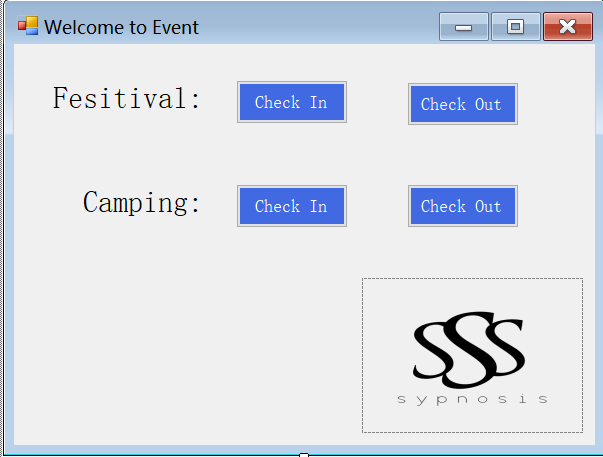 Welcome to Event
Fesitival: Check In Check Out
Camping: Check In Check Out
SSS
sypnosis